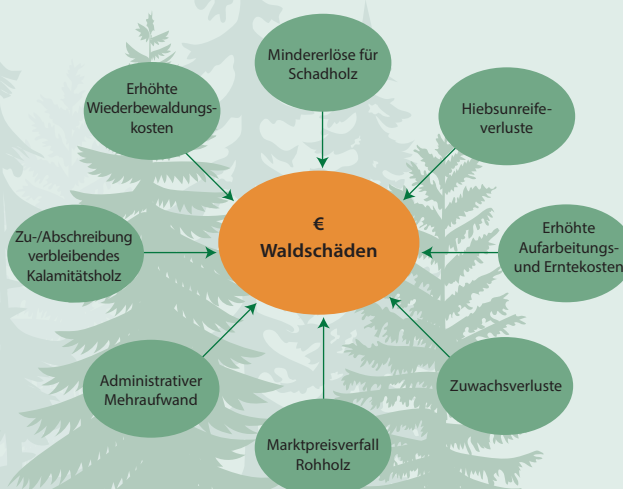 Mindererlöse für
Schadholz
Erhöhte
Wiederbewaldungs-
kosten
Hiebsunreife-
verluste
€
Waldschäden
Zu-/Abschreibung
verbleibendes
Kalamitätsholz
Erhöhte
Aufarbeitungs-
und Erntekosten
Administrativer
Mehraufwand
Zuwachsverluste
Marktpreisverfall
Rohholz